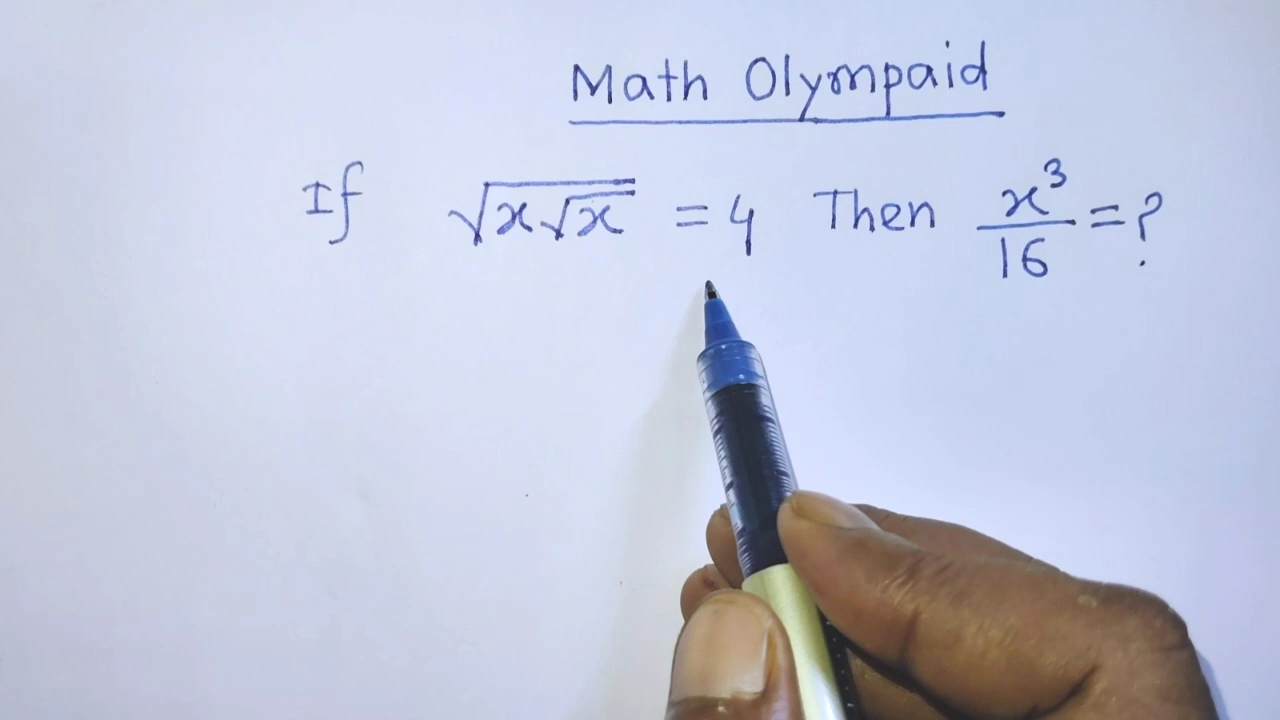 Math Olympaid
If √x√x = 4 Then x³/16 = ?